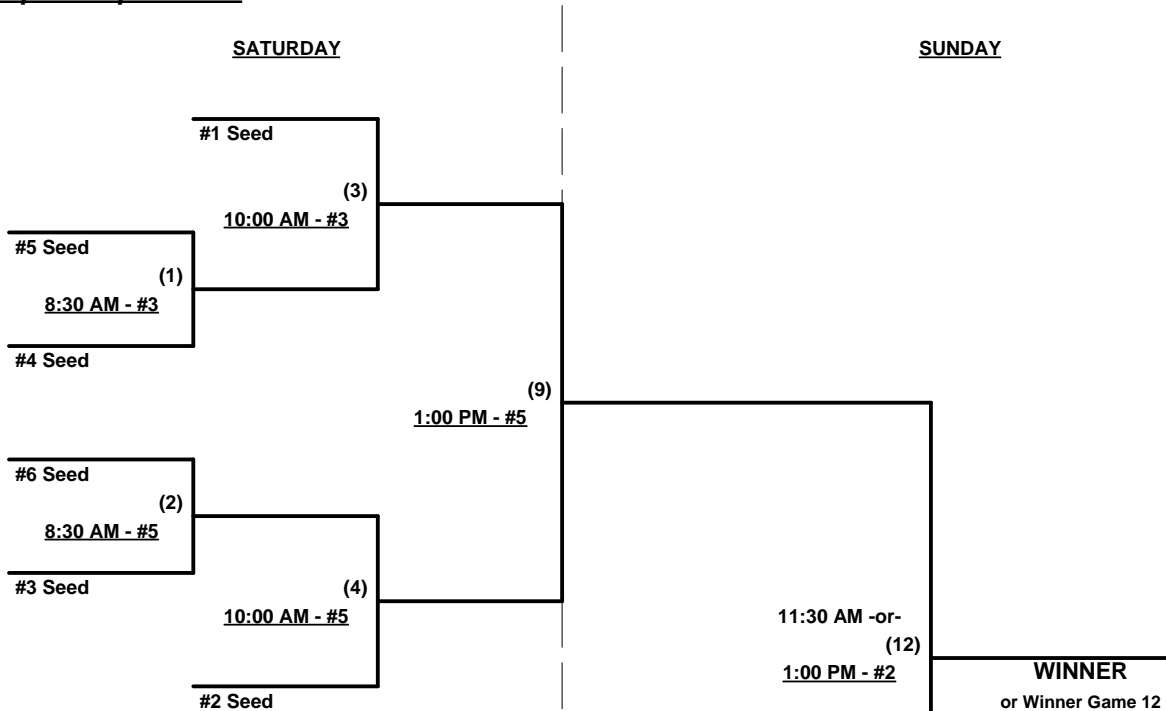 SATURDAY
SUNDAY
#1 Seed
(3)
10:00 AM - #3
#5 Seed
(1)
8:30 AM - #3
#4 Seed
(9)
1:00 PM - #5
#6 Seed
(2)
8:30 AM - #5
#3 Seed
(4)
10:00 AM - #5
#2 Seed
11:30 AM -or-
(12)
1:00 PM - #2
WINNER
or Winner Game 12